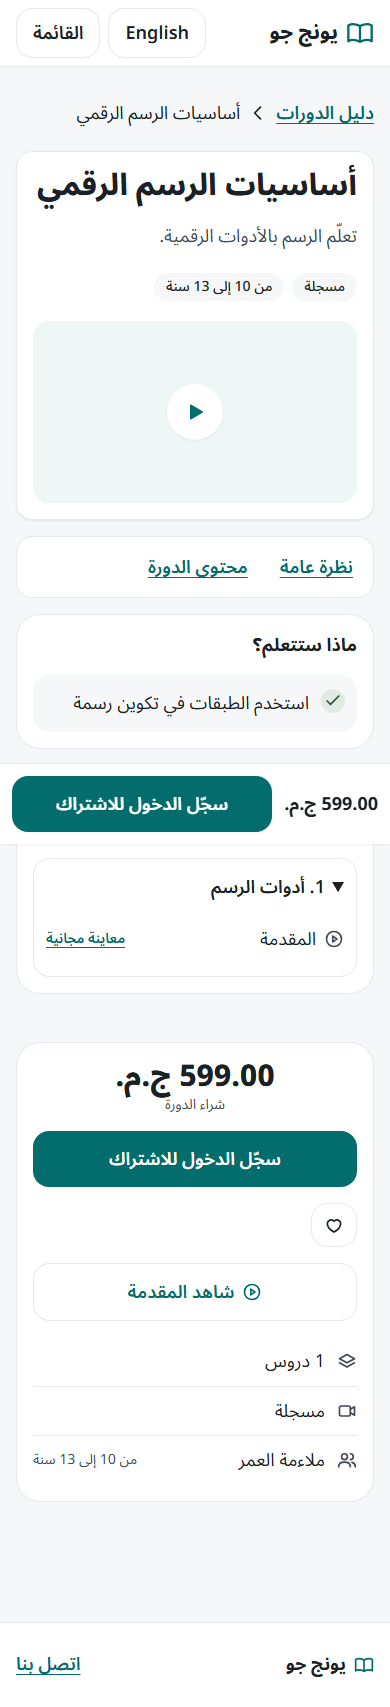 يونج جو
English
القائمة
دليل الدورات
أساسيات الرسم الرقمي
أساسيات الرسم الرقمي
تعلّم الرسم بالأدوات الرقمية.
مسجلة
من 10 إلى 13 سنة
نظرة عامة
محتوى الدورة
ماذا ستتعلم؟
استخدم الطبقات في تكوين رسمة
599.00 ج.م.
سجّل الدخول للاشتراك
1. أدوات الرسم
المقدمة
معاينة مجانية
599.00 ج.م.
شراء الدورة
سجّل الدخول للاشتراك
شاهد المقدمة
1 دروس
مسجلة
ملاءمة العمر
من 10 إلى 13 سنة
يونج جو
اتصل بنا